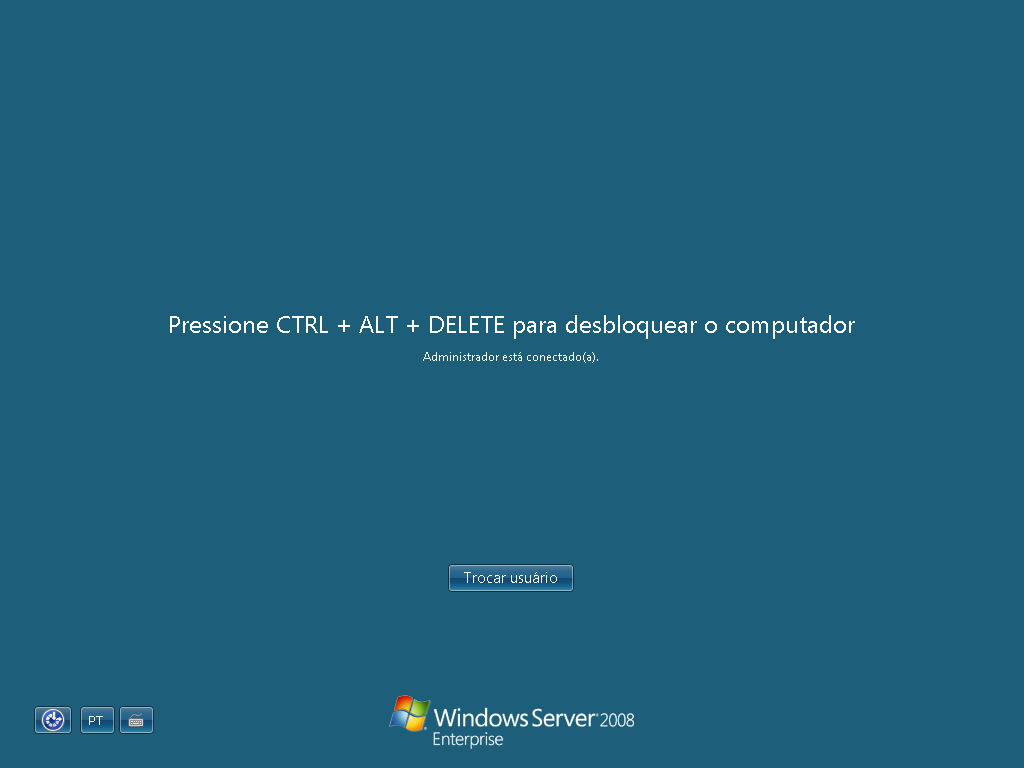 Pressione CTRL + ALT + DELETE para desbloquear o computador
Administrador está conectado(a).
Trocar usuário
PT
Windows Server 2008
Enterprise